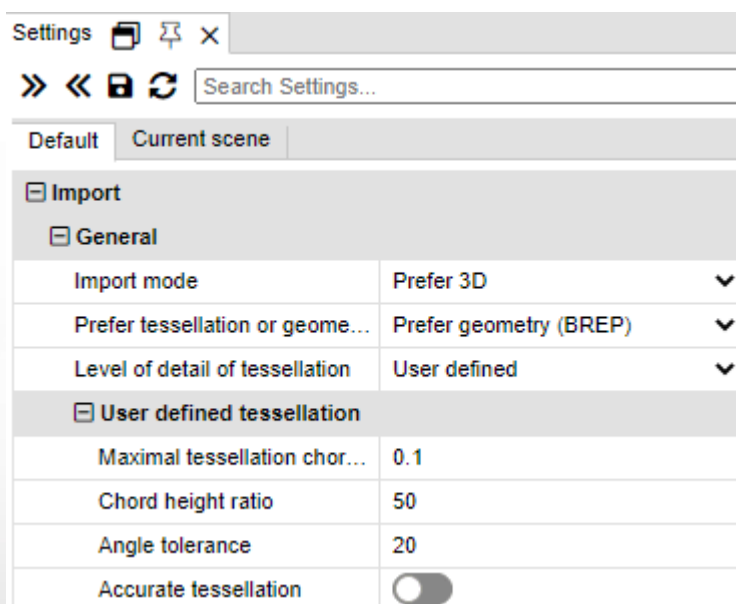 Settings
Search Settings...
Default Current scene
Import
General
Import mode Prefer 3D
Prefer tessellation or geome... Prefer geometry (BREP)
Level of detail of tessellation User defined
User defined tessellation
Maximal tessellation chor... 0.1
Chord height ratio 50
Angle tolerance 20
Accurate tessellation